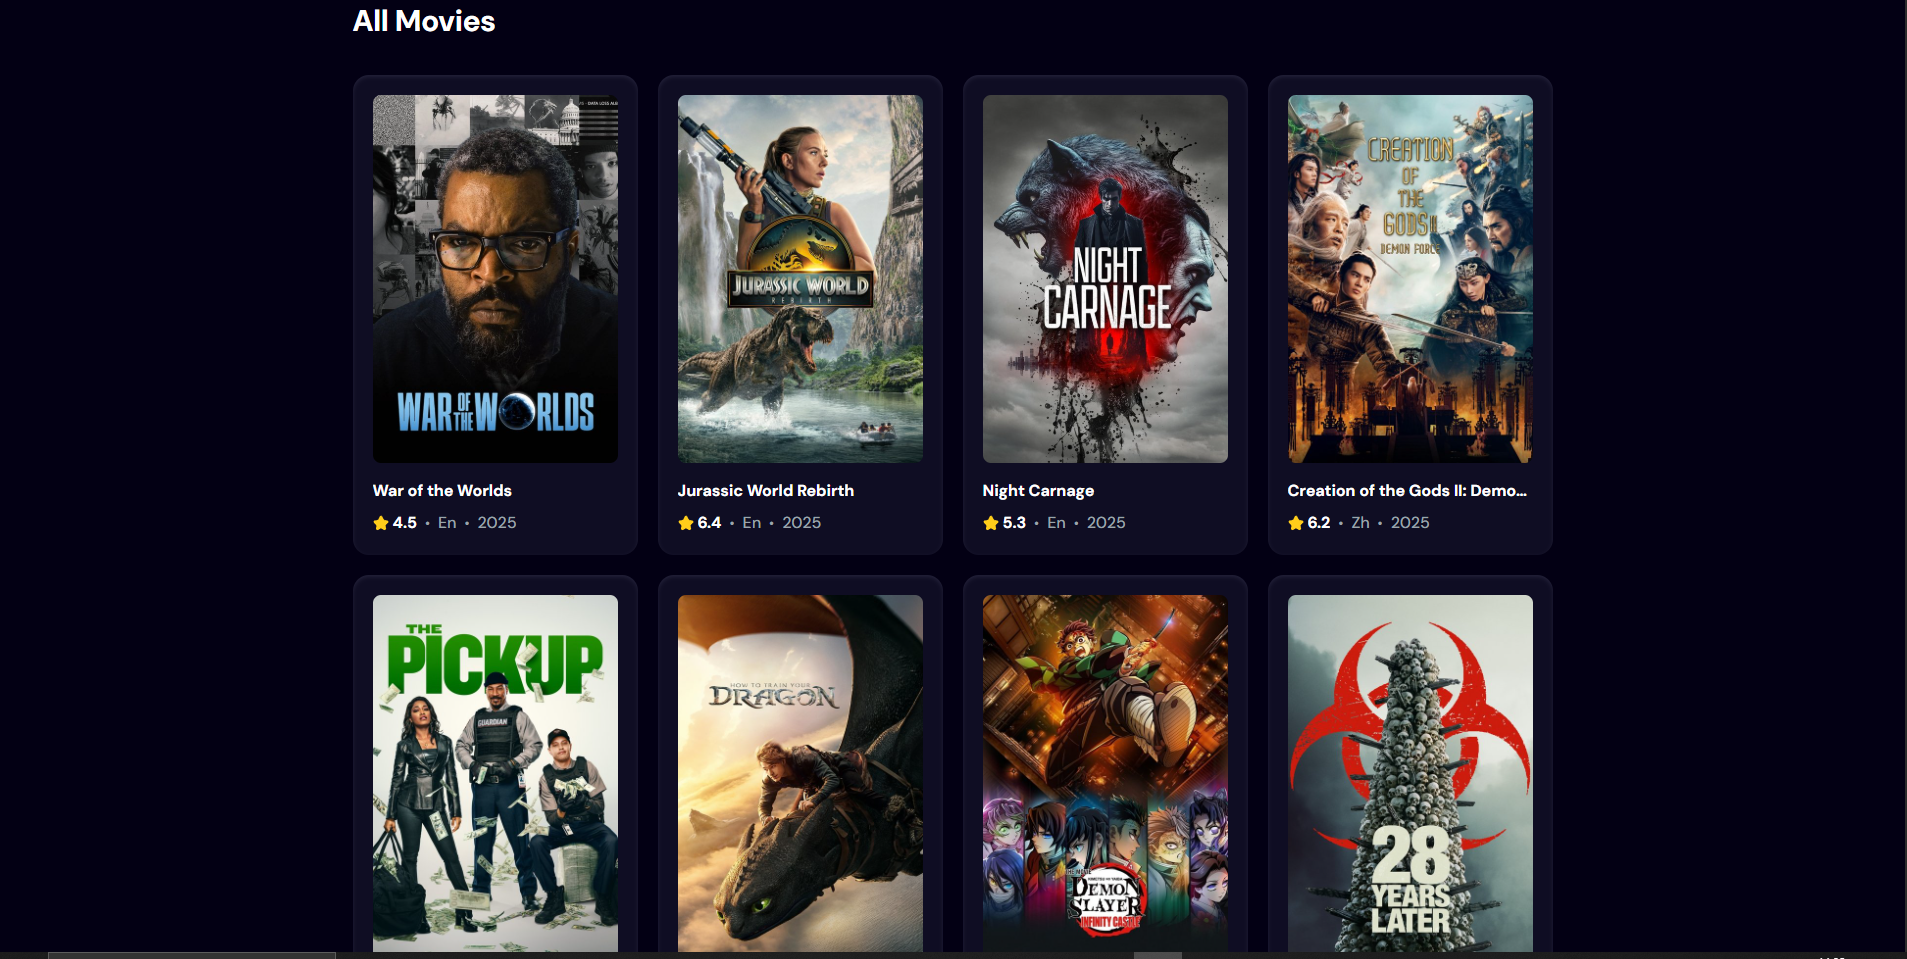 All Movies
- DATA LOSS
WAR OF THE WORLDS
JURASSIC WORLD
REBIRTH
NIGHT
CARNAGE
CREATION
OF
THE
GODS II
DEMON FORCE
War of the Worlds
Jurassic World Rebirth
Night Carnage
Creation of the Gods II: Demo...
4.5 • En • 2025
6.4 • En • 2025
5.3 • En • 2025
6.2 • Zh • 2025
THE
PICKUP
GUARDIAN
HOW TO TRAIN YOUR
DRAGON
DEMON
SLAYER
INFINITY CASTLE
28
YEARS
LATER